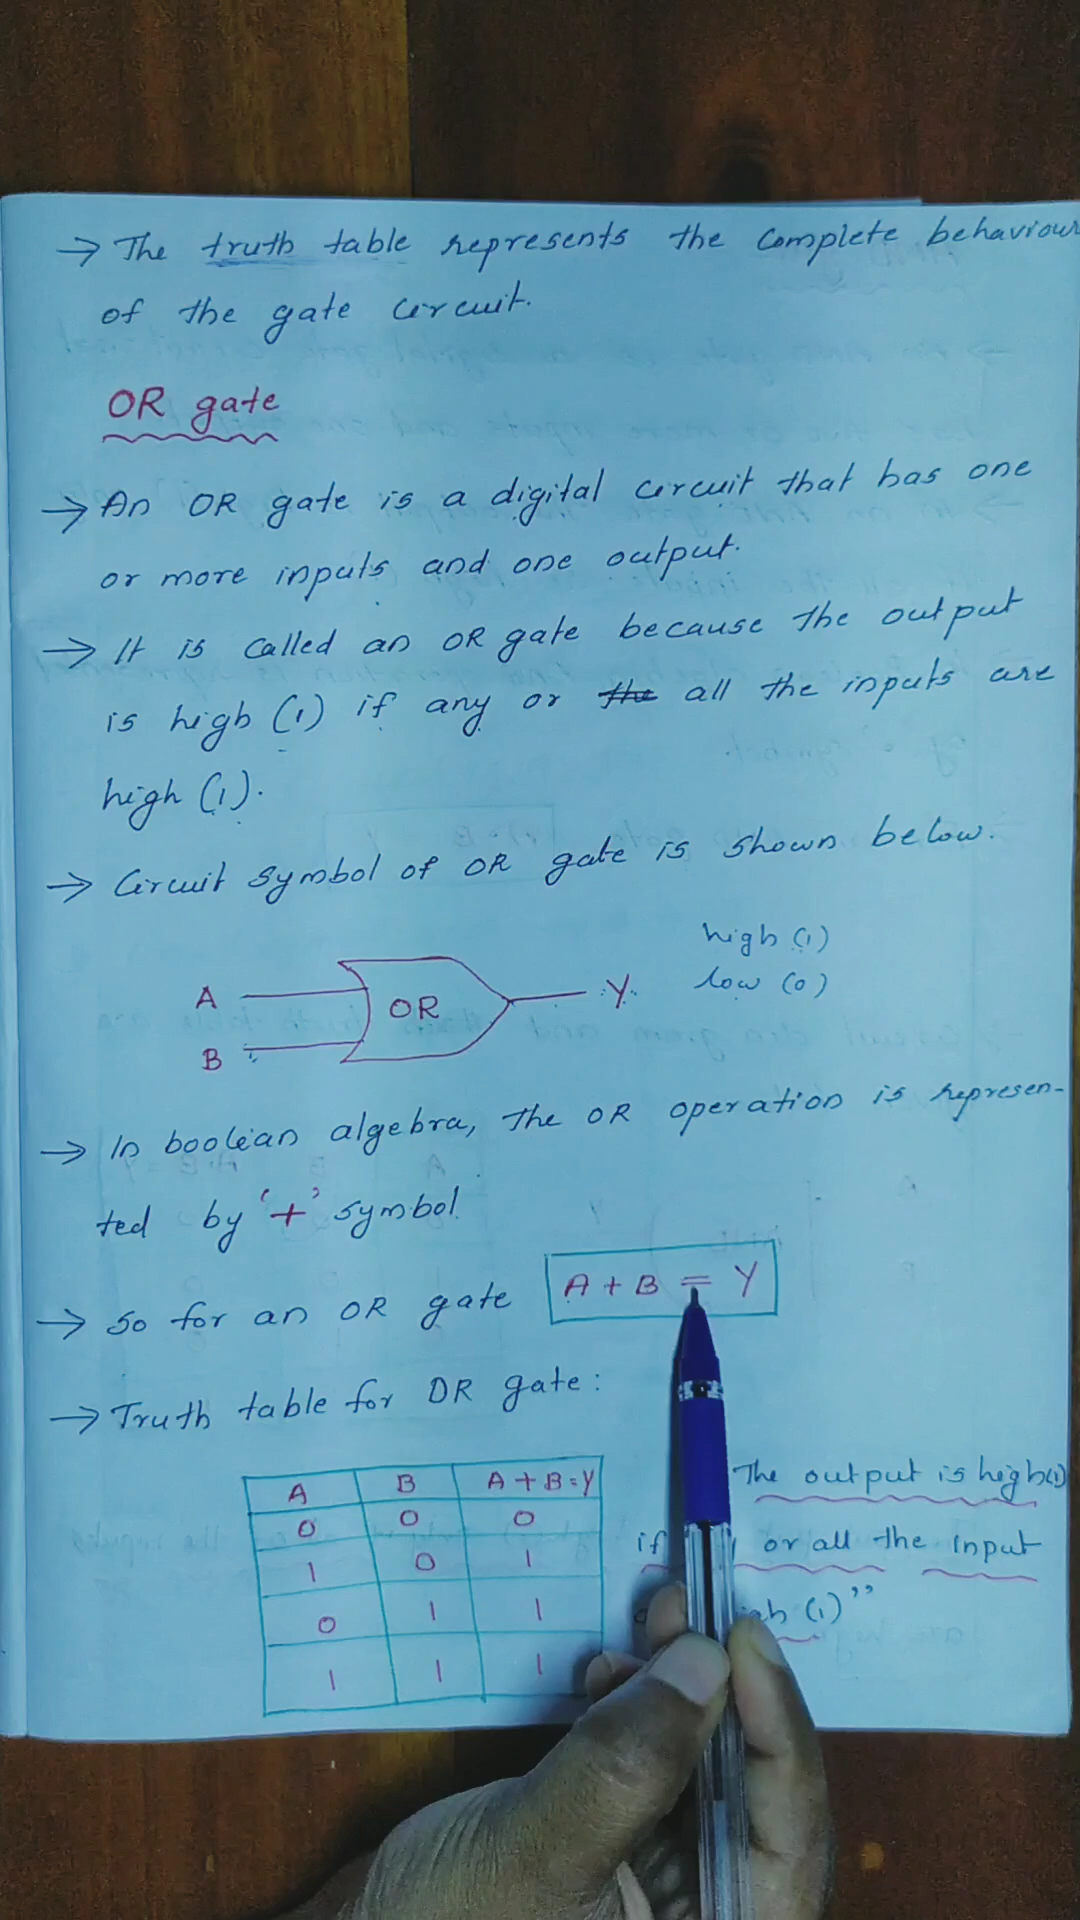 → The truth table represents the complete behaviour
of the gate circuit.
OR gate
→ An OR gate is a digital circuit that has one
or more inputs and one output.
→ It is called an OR gate because the output
is high (1) if any or the all the inputs are
high (1).
→ Circuit symbol of OR gate is shown below.
high (1)
low (0)
A
OR
Y
B
→ In boolean algebra, the OR operation is represen-
ted by '+' symbol
→ So for an OR gate A + B = Y
→ Truth table for OR gate:
A B A + B = Y
0 0 0
1 0 1
0 1 1
1 1 1
The output is high(1)
if or all the input
(1)”